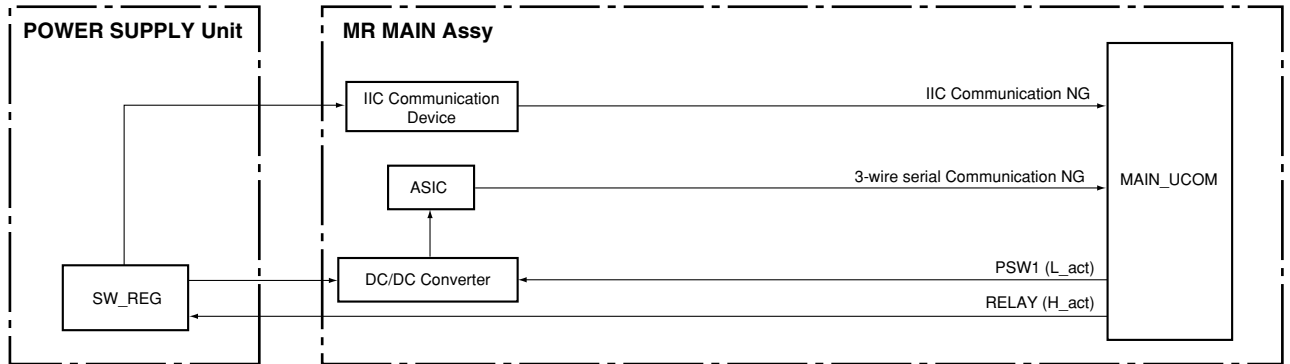 POWER SUPPLY Unit
MR MAIN Assy
IIC Communication
Device
IIC Communication NG
ASIC
3-wire serial Communication NG
MAIN_UCOM
SW_REG
DC/DC Converter
PSW1 (L_act)
RELAY (H_act)